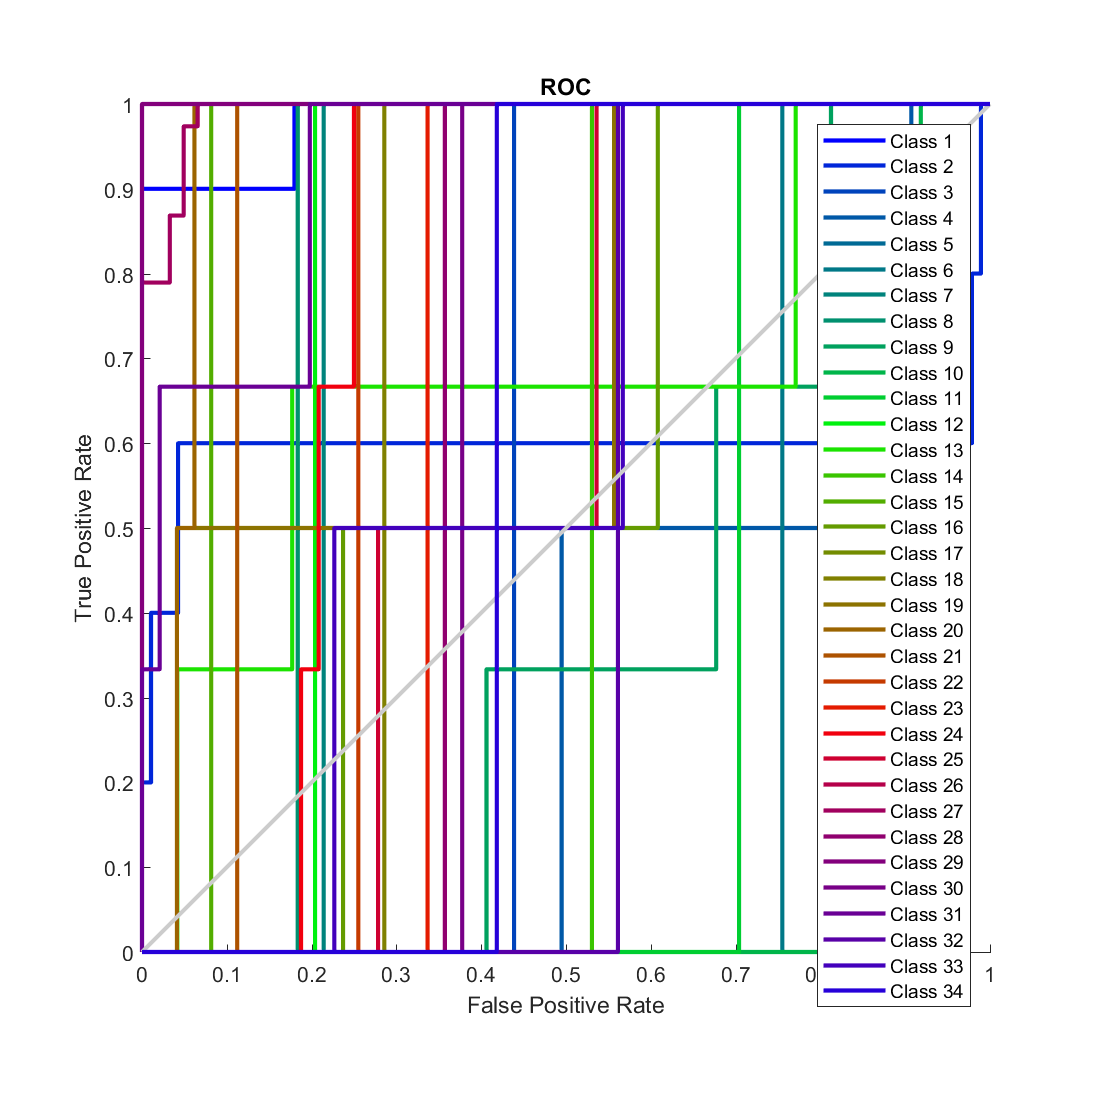 ROC
1
0.9
0.8
0.7
0.6
0.5
0.4
0.3
0.2
0.1
0
True Positive Rate
0 0.1 0.2 0.3 0.4 0.5 0.6 0.7 1
False Positive Rate
Class 1
Class 2
Class 3
Class 4
Class 5
Class 6
Class 7
Class 8
Class 9
Class 10
Class 11
Class 12
Class 13
Class 14
Class 15
Class 16
Class 17
Class 18
Class 19
Class 20
Class 21
Class 22
Class 23
Class 24
Class 25
Class 26
Class 27
Class 28
Class 29
Class 30
Class 31
Class 32
Class 33
Class 34